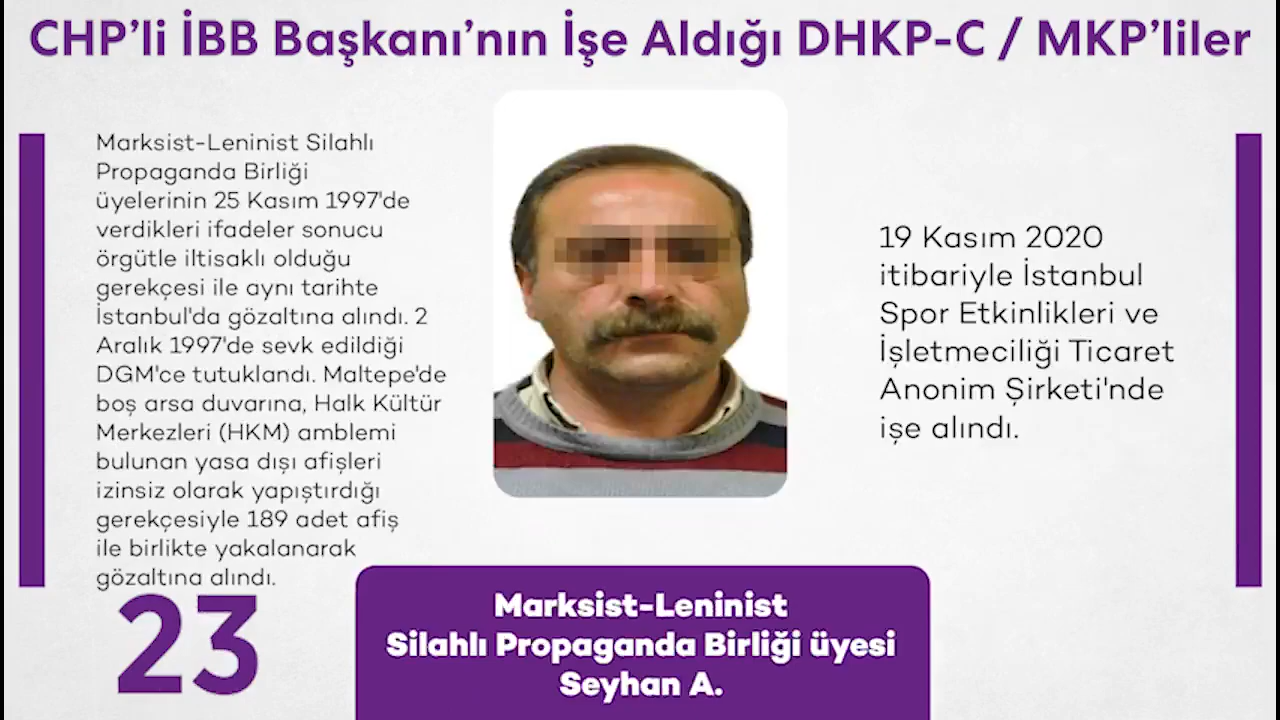 CHP'li İBB Başkanı'nın İşe Aldığı DHKP-C / MKP'liler
Marksist-Leninist Silahlı
Propaganda Birliği
üyelerinin 25 Kasım 1997'de
verdikleri ifadeler sonucu
örgütle iltisaklı olduğu
gerekçesi ile aynı tarihte
İstanbul'da gözaltına alındı. 2
Aralık 1997'de sevk edildiği
DGM'ce tutuklandı. Maltepe'de
boş arsa duvarına, Halk Kültür
Merkezleri (HKM) amblemi
bulunan yasa dışı afişleri
izinsiz olarak yapıştırdığı
gerekçesiyle 189 adet afiş
ile birlikte yakalanarak
gözaltına alındı.
19 Kasım 2020
itibariyle İstanbul
Spor Etkinlikleri ve
İşletmeciliği Ticaret
Anonim Şirketi'nde
işe alındı.
23
Marksist-Leninist
Silahlı Propaganda Birliği üyesi
Seyhan A.